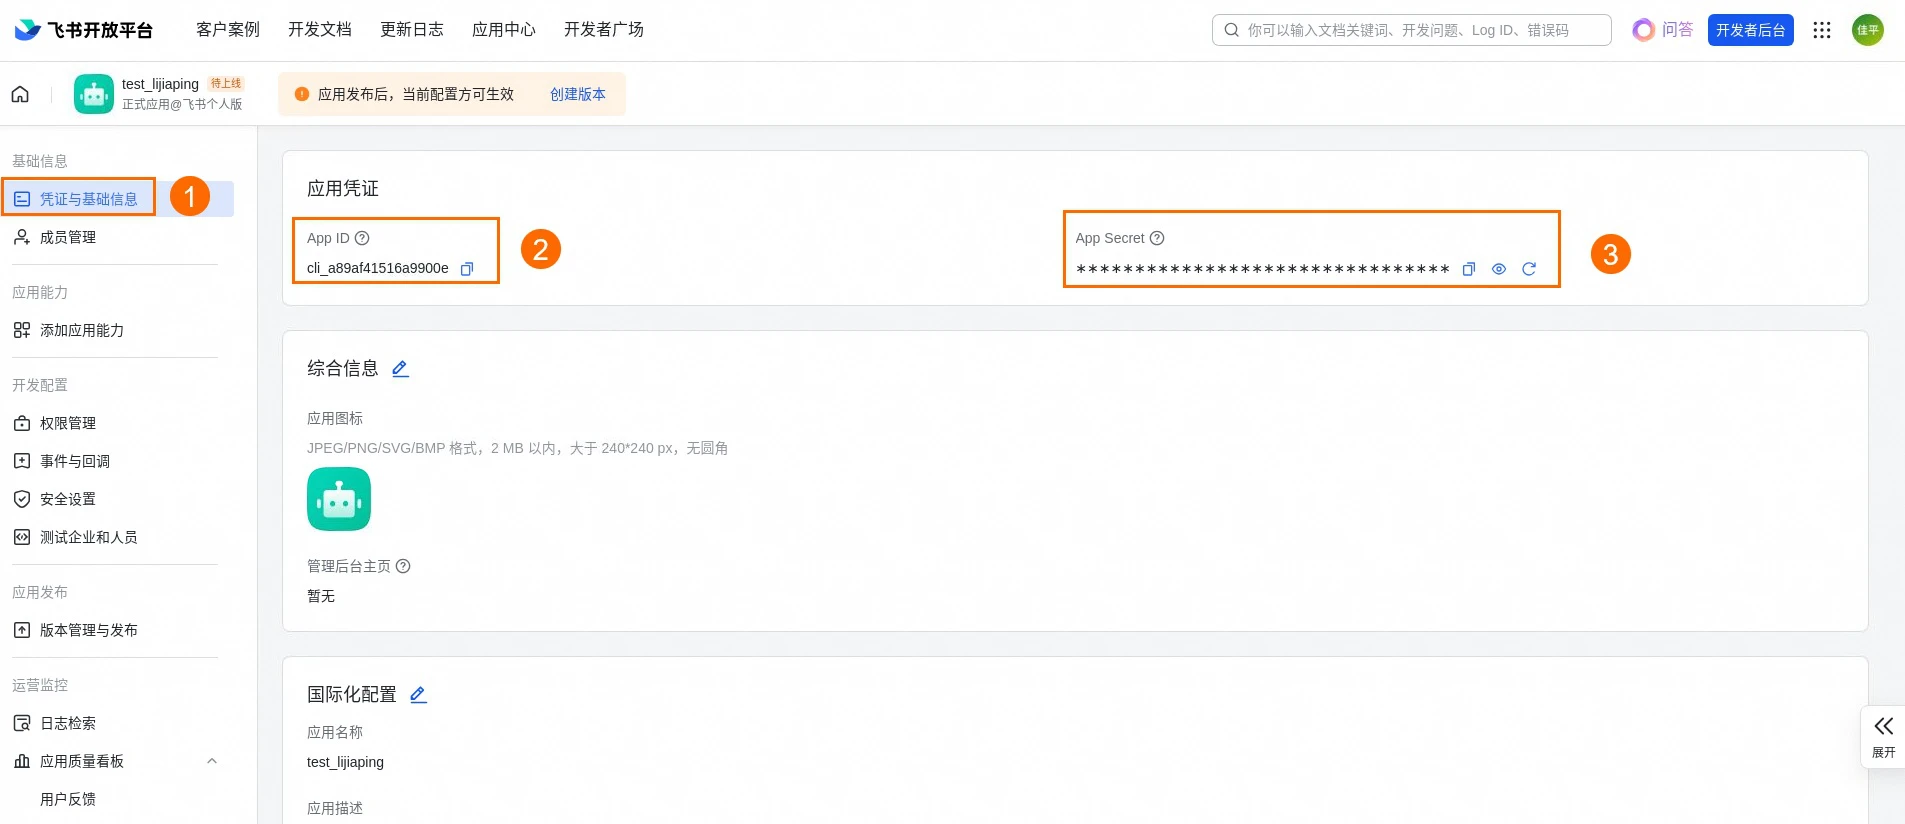 飞书开放平台 客户案例 开发文档 更新日志 应用中心 开发者广场 你可以输入文档关键词、开发问题、Log ID、错误码 问答 开发者后台 佳平
test_lijiaping 待上线
正式应用@飞书个人版
应用发布后，当前配置方可生效 创建版本
基础信息
凭证与基础信息 1
成员管理
应用能力
添加应用能力
开发配置
权限管理
事件与回调
安全设置
测试企业和人员
应用发布
版本管理与发布
运营监控
日志检索
应用质量看板
用户反馈
应用凭证
App ID
cli_a89af41516a9900e
2
App Secret
********************************
3
综合信息
应用图标
JPEG/PNG/SVG/BMP 格式，2 MB 以内，大于 240*240 px，无圆角
管理后台主页
暂无
国际化配置
应用名称
test_lijiaping
应用描述
展开